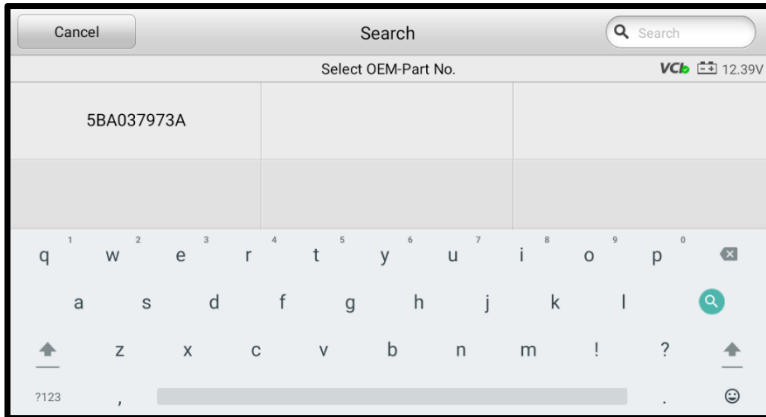 Cancel Search Search
Select OEM-Part No. VCI 12.39V
5BA037973A
1 2 3 4 5 6 7 8 9 0
q w e r t y u i o p
a s d f g h j k l
z x c v b n m ! ?
?123 , .